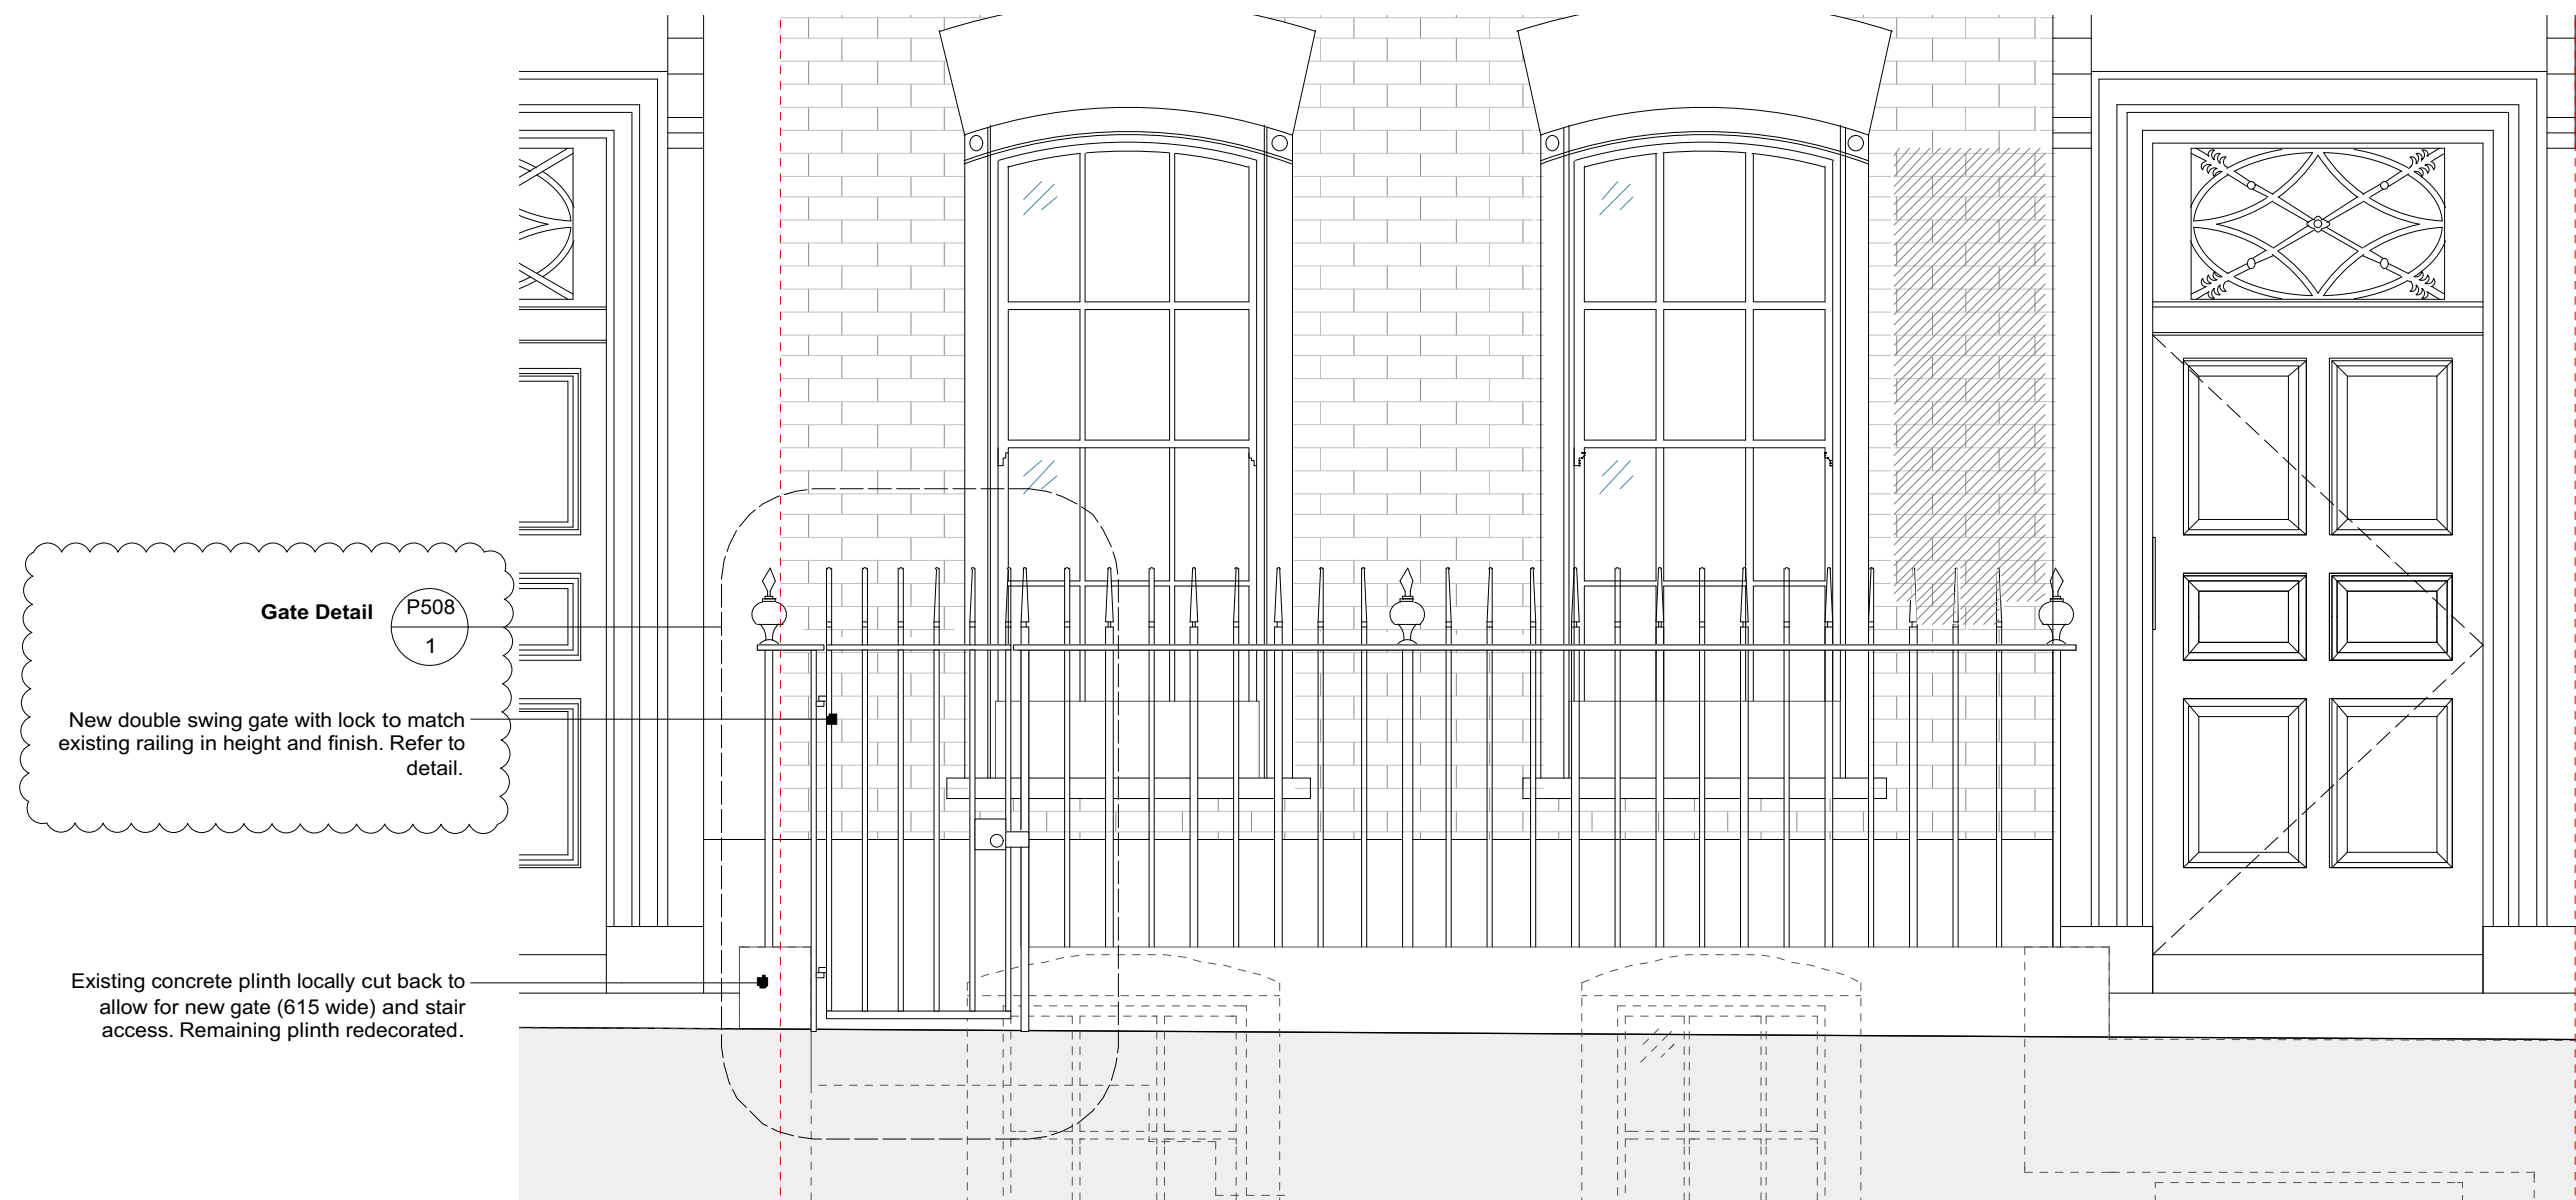 Gate Detail
P508
1
New double swing gate with lock to match
existing railing in height and finish. Refer to
detail.
Existing concrete plinth locally cut back to
allow for new gate (615 wide) and stair
access. Remaining plinth redecorated.